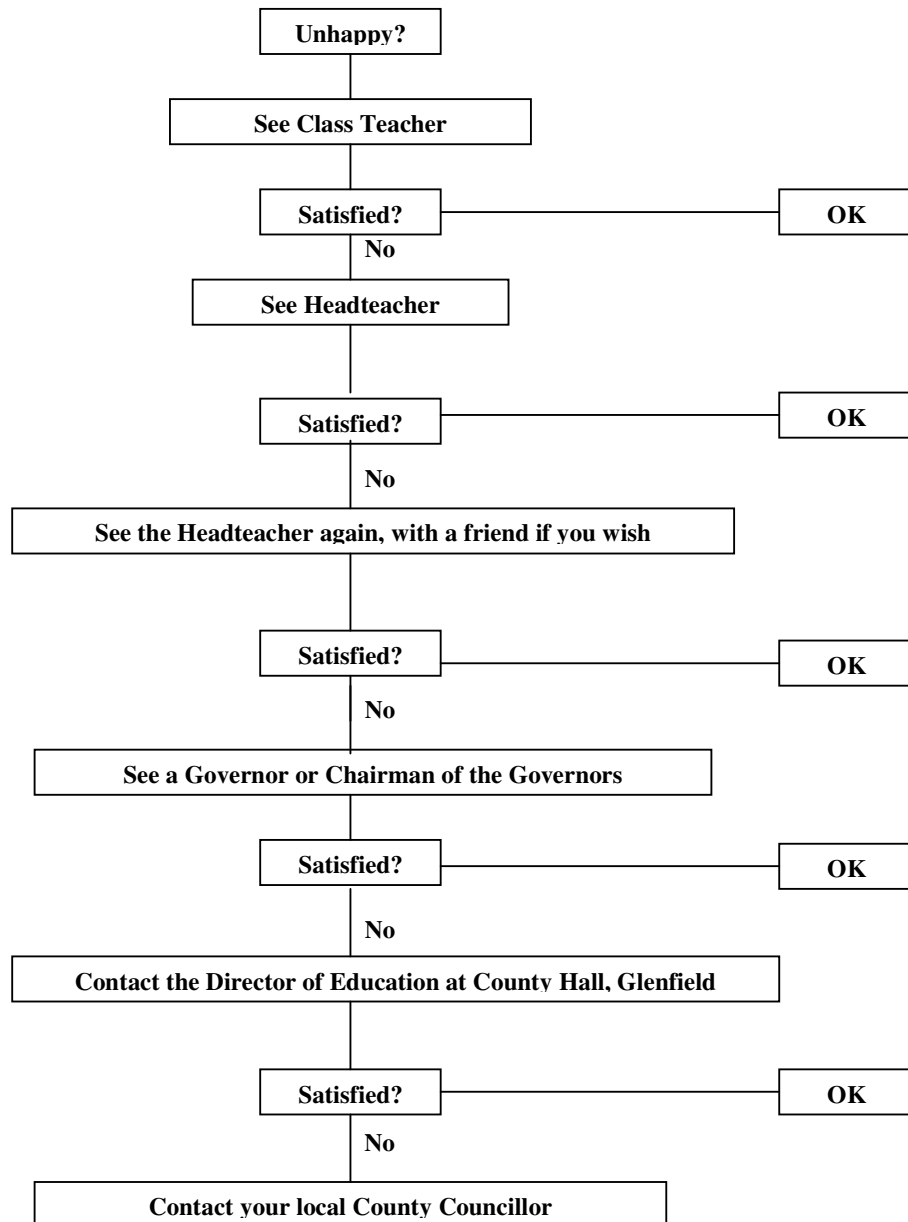 Unhappy?
See Class Teacher
Satisfied?
OK
No
See Headteacher
Satisfied?
OK
No
See the Headteacher again, with a friend if you wish
Satisfied?
OK
No
See a Governor or Chairman of the Governors
Satisfied?
OK
No
Contact the Director of Education at County Hall, Glenfield
Satisfied?
OK
No
Contact your local County Councillor